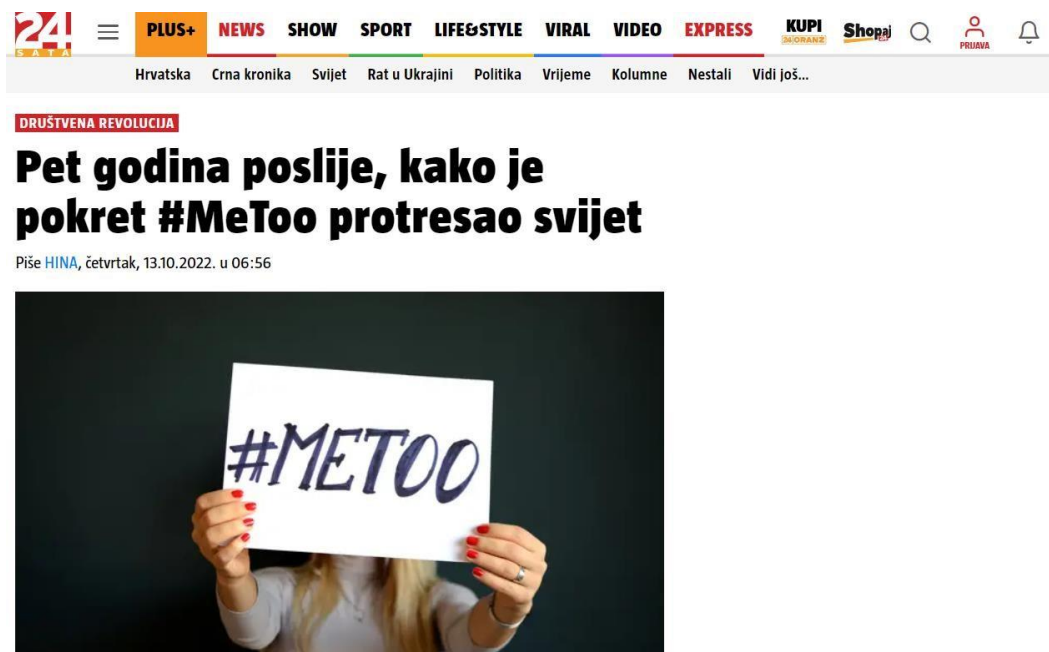 24
SATA
PLUS+ NEWS SHOW SPORT LIFE&STYLE VIRAL VIDEO EXPRESS KUPI Shopaj
24ORANZ
PRIJAVA
Hrvatska Crna kronika Svijet Rat u Ukrajini Politika Vrijeme Kolumne Nestali Vidi još...
DRUŠTVENA REVOLUCIJA
Pet godina poslije, kako je
pokret #MeToo protresao svijet
Piše HINA, četvrtak, 13.10.2022. u 06:56
#METOO